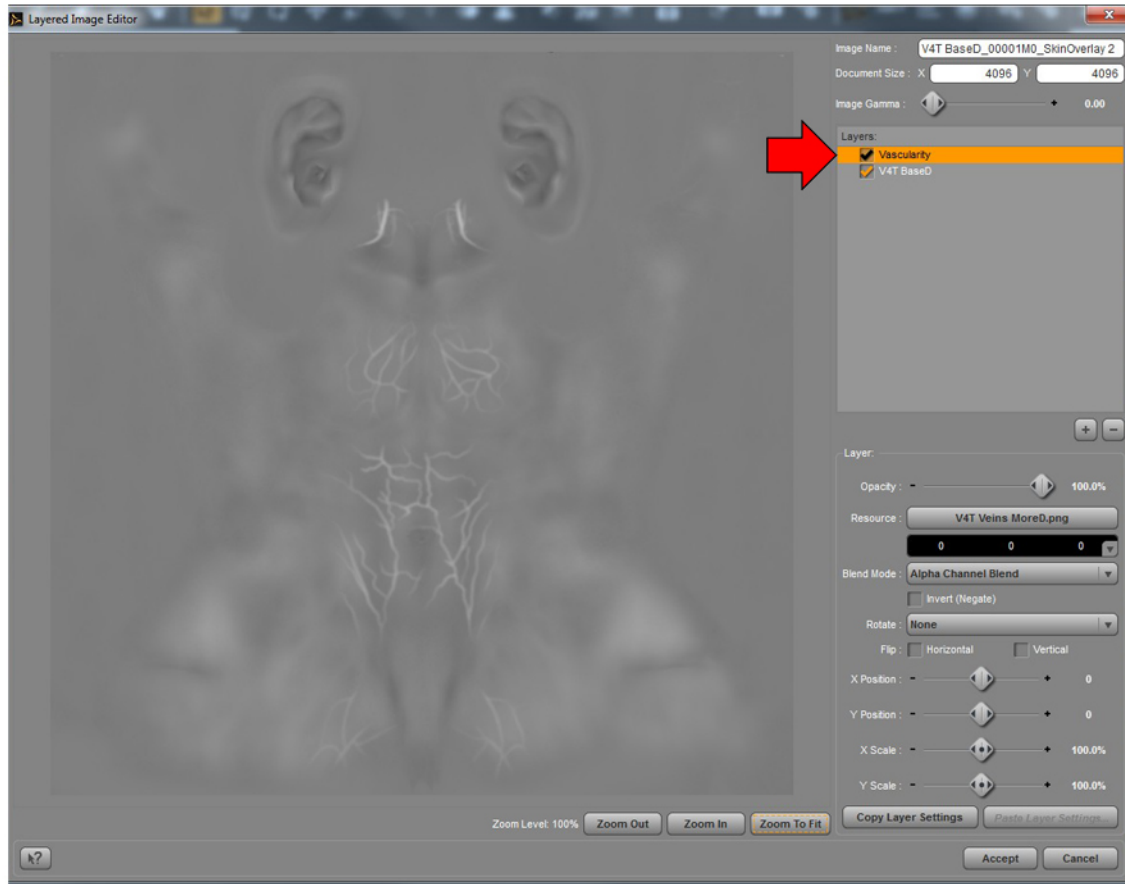 Layered Image Editor
Image Name : V4T BaseD_00001M0_SkinOverlay 2
Document Size : X 4096 Y 4096
Image Gamma : + 0.00
Layers:
Vascularity
V4T BaseD
+ -
Layer:
Opacity : - 100.0%
Resource : V4T Veins MoreD.png
0 0 0
Blend Mode : Alpha Channel Blend
Invert (Negate)
Rotate : None
Flip : Horizontal Vertical
X Position : - + 0
Y Position : - + 0
X Scale : - + 100.0%
Y Scale : - + 100.0%
Zoom Level: 100% Zoom Out Zoom In Zoom To Fit Copy Layer Settings Paste Layer Settings...
? Accept Cancel